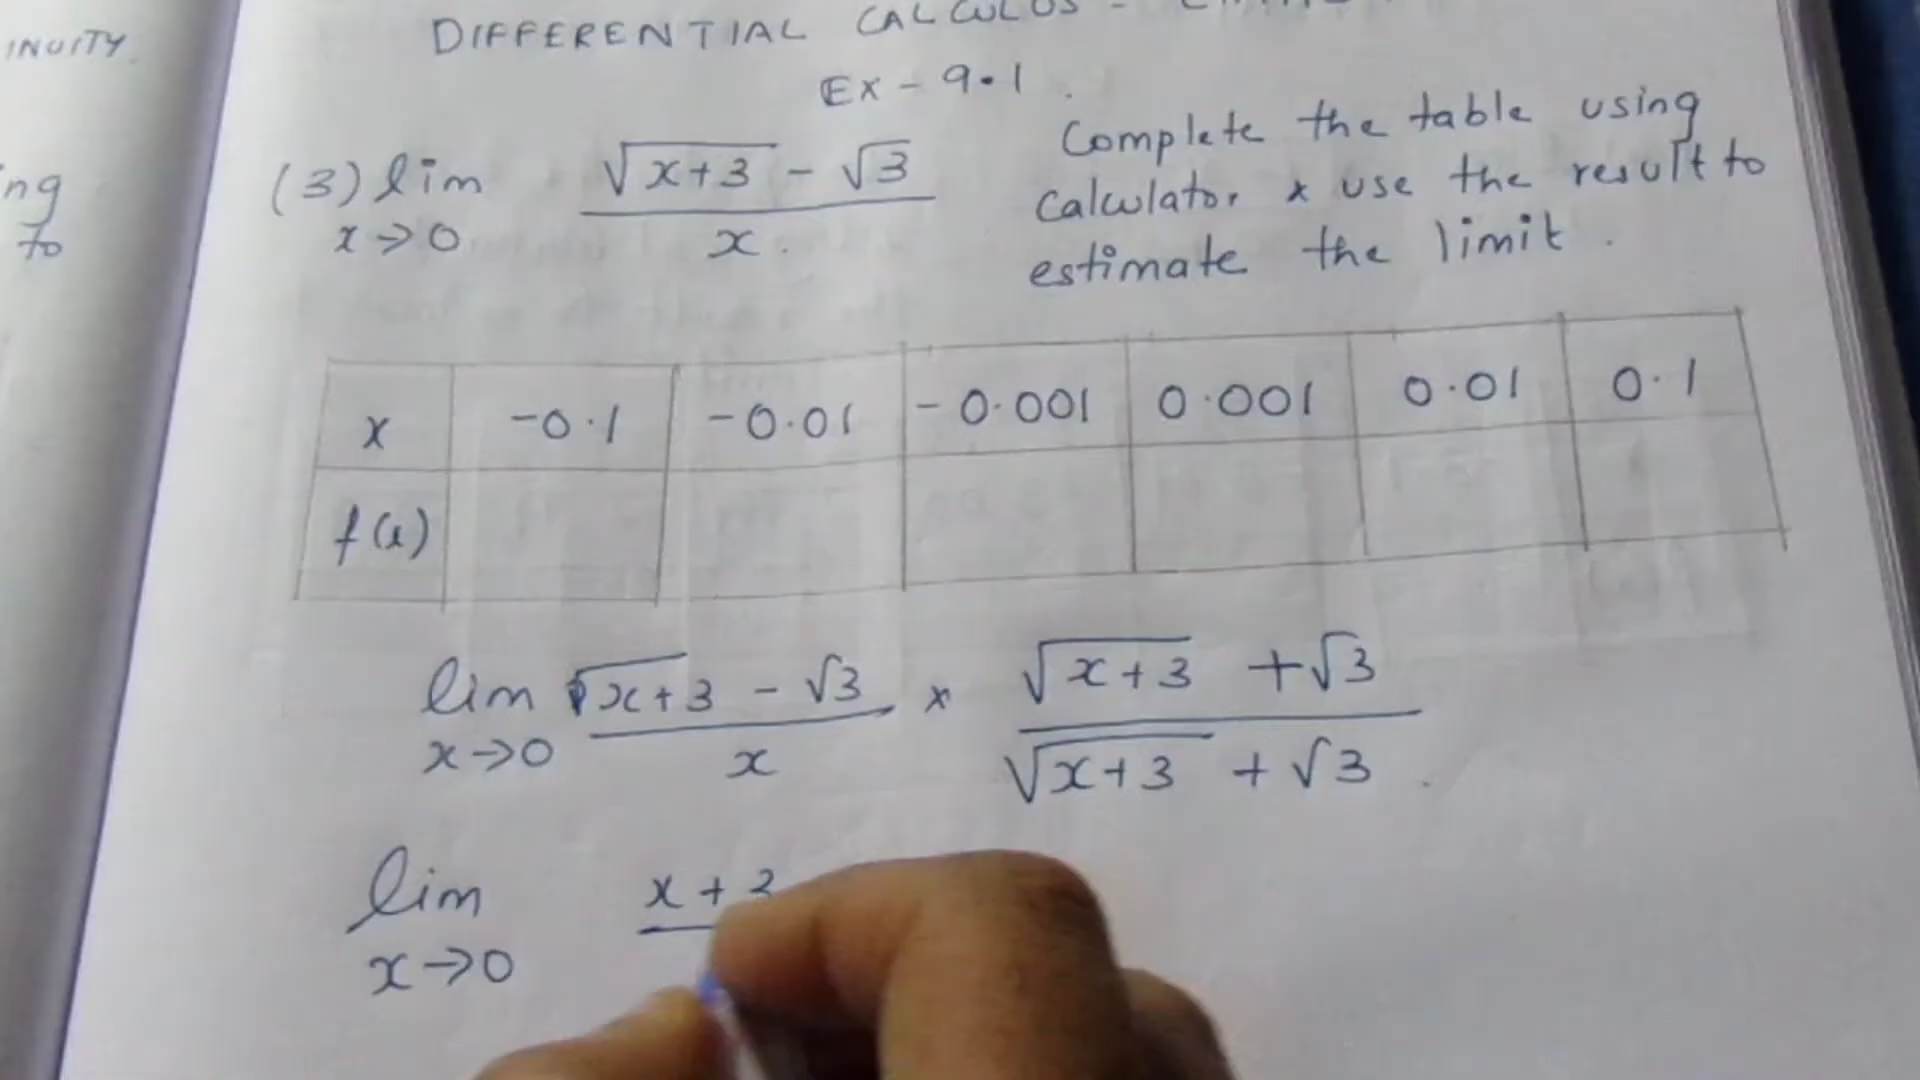 INUITY.
ng
to
DIFFERENTIAL CALCULUS -
Ex - 9.1.
(3) lim x→0 (√(x+3) - √3) / x.
Complete the table using
calculator & use the result to
estimate the limit.
x -0.1 -0.01 -0.001 0.001 0.01 0.1
f(x)
lim x→0 (√(x+3) - √3) / x × (√(x+3) + √3) / (√(x+3) + √3)
lim x→0 x+3